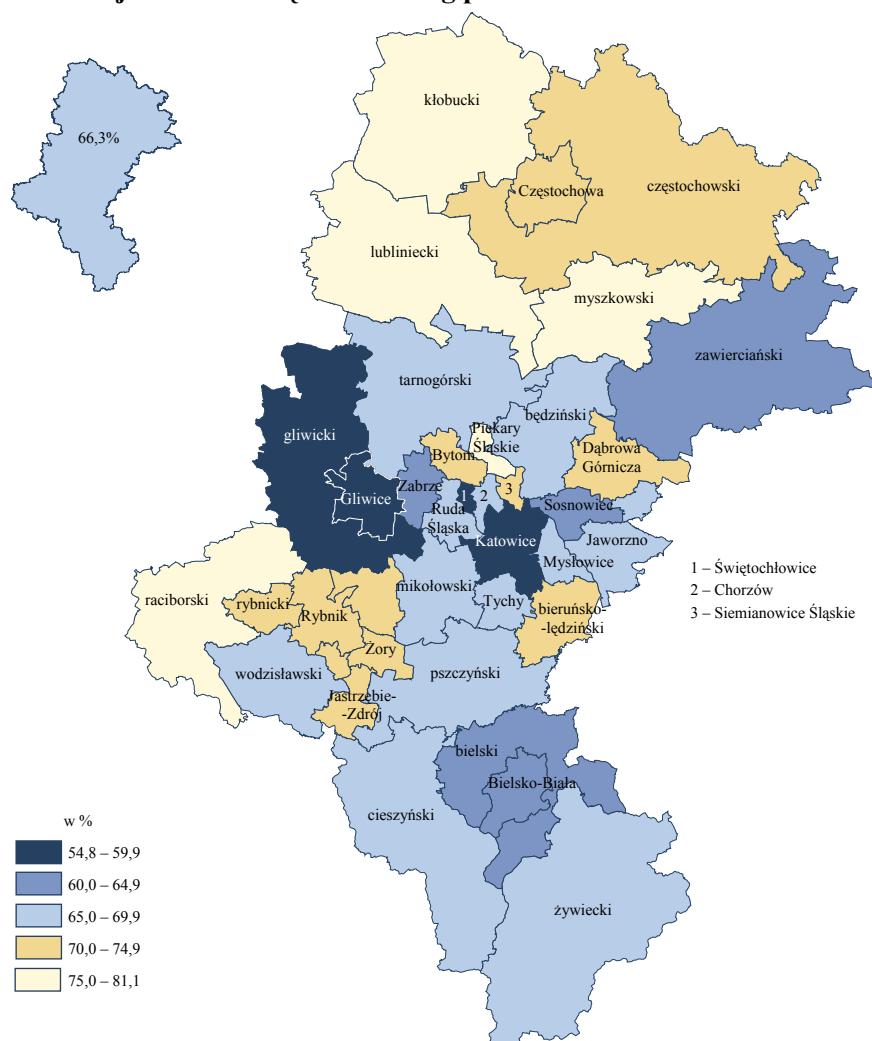 66,3%
kłobucki
Częstochowa
częstochowski
lubliniecki
myszkowski
zawierciański
tarnogórski
będziński
gliwicki
Piekary
Śląskie
Bytom
Dąbrowa
Górnicza
Zabrze
Gliwice
1
2
3
Sosnowiec
Ruda
Śląska
Katowice
Jaworzno
Mysłowice
1 – Świętochłowice
2 – Chorzów
3 – Siemianowice Śląskie
raciborski
rybnicki
Rybnik
mikołowski
Tychy
bieruńsko-
-lędziński
Żory
wodzisławski
pszczyński
Jastrzębie-
-Zdrój
bielski
Bielsko-Biała
cieszyński
żywiecki
w %
54,8 – 59,9
60,0 – 64,9
65,0 – 69,9
70,0 – 74,9
75,0 – 81,1